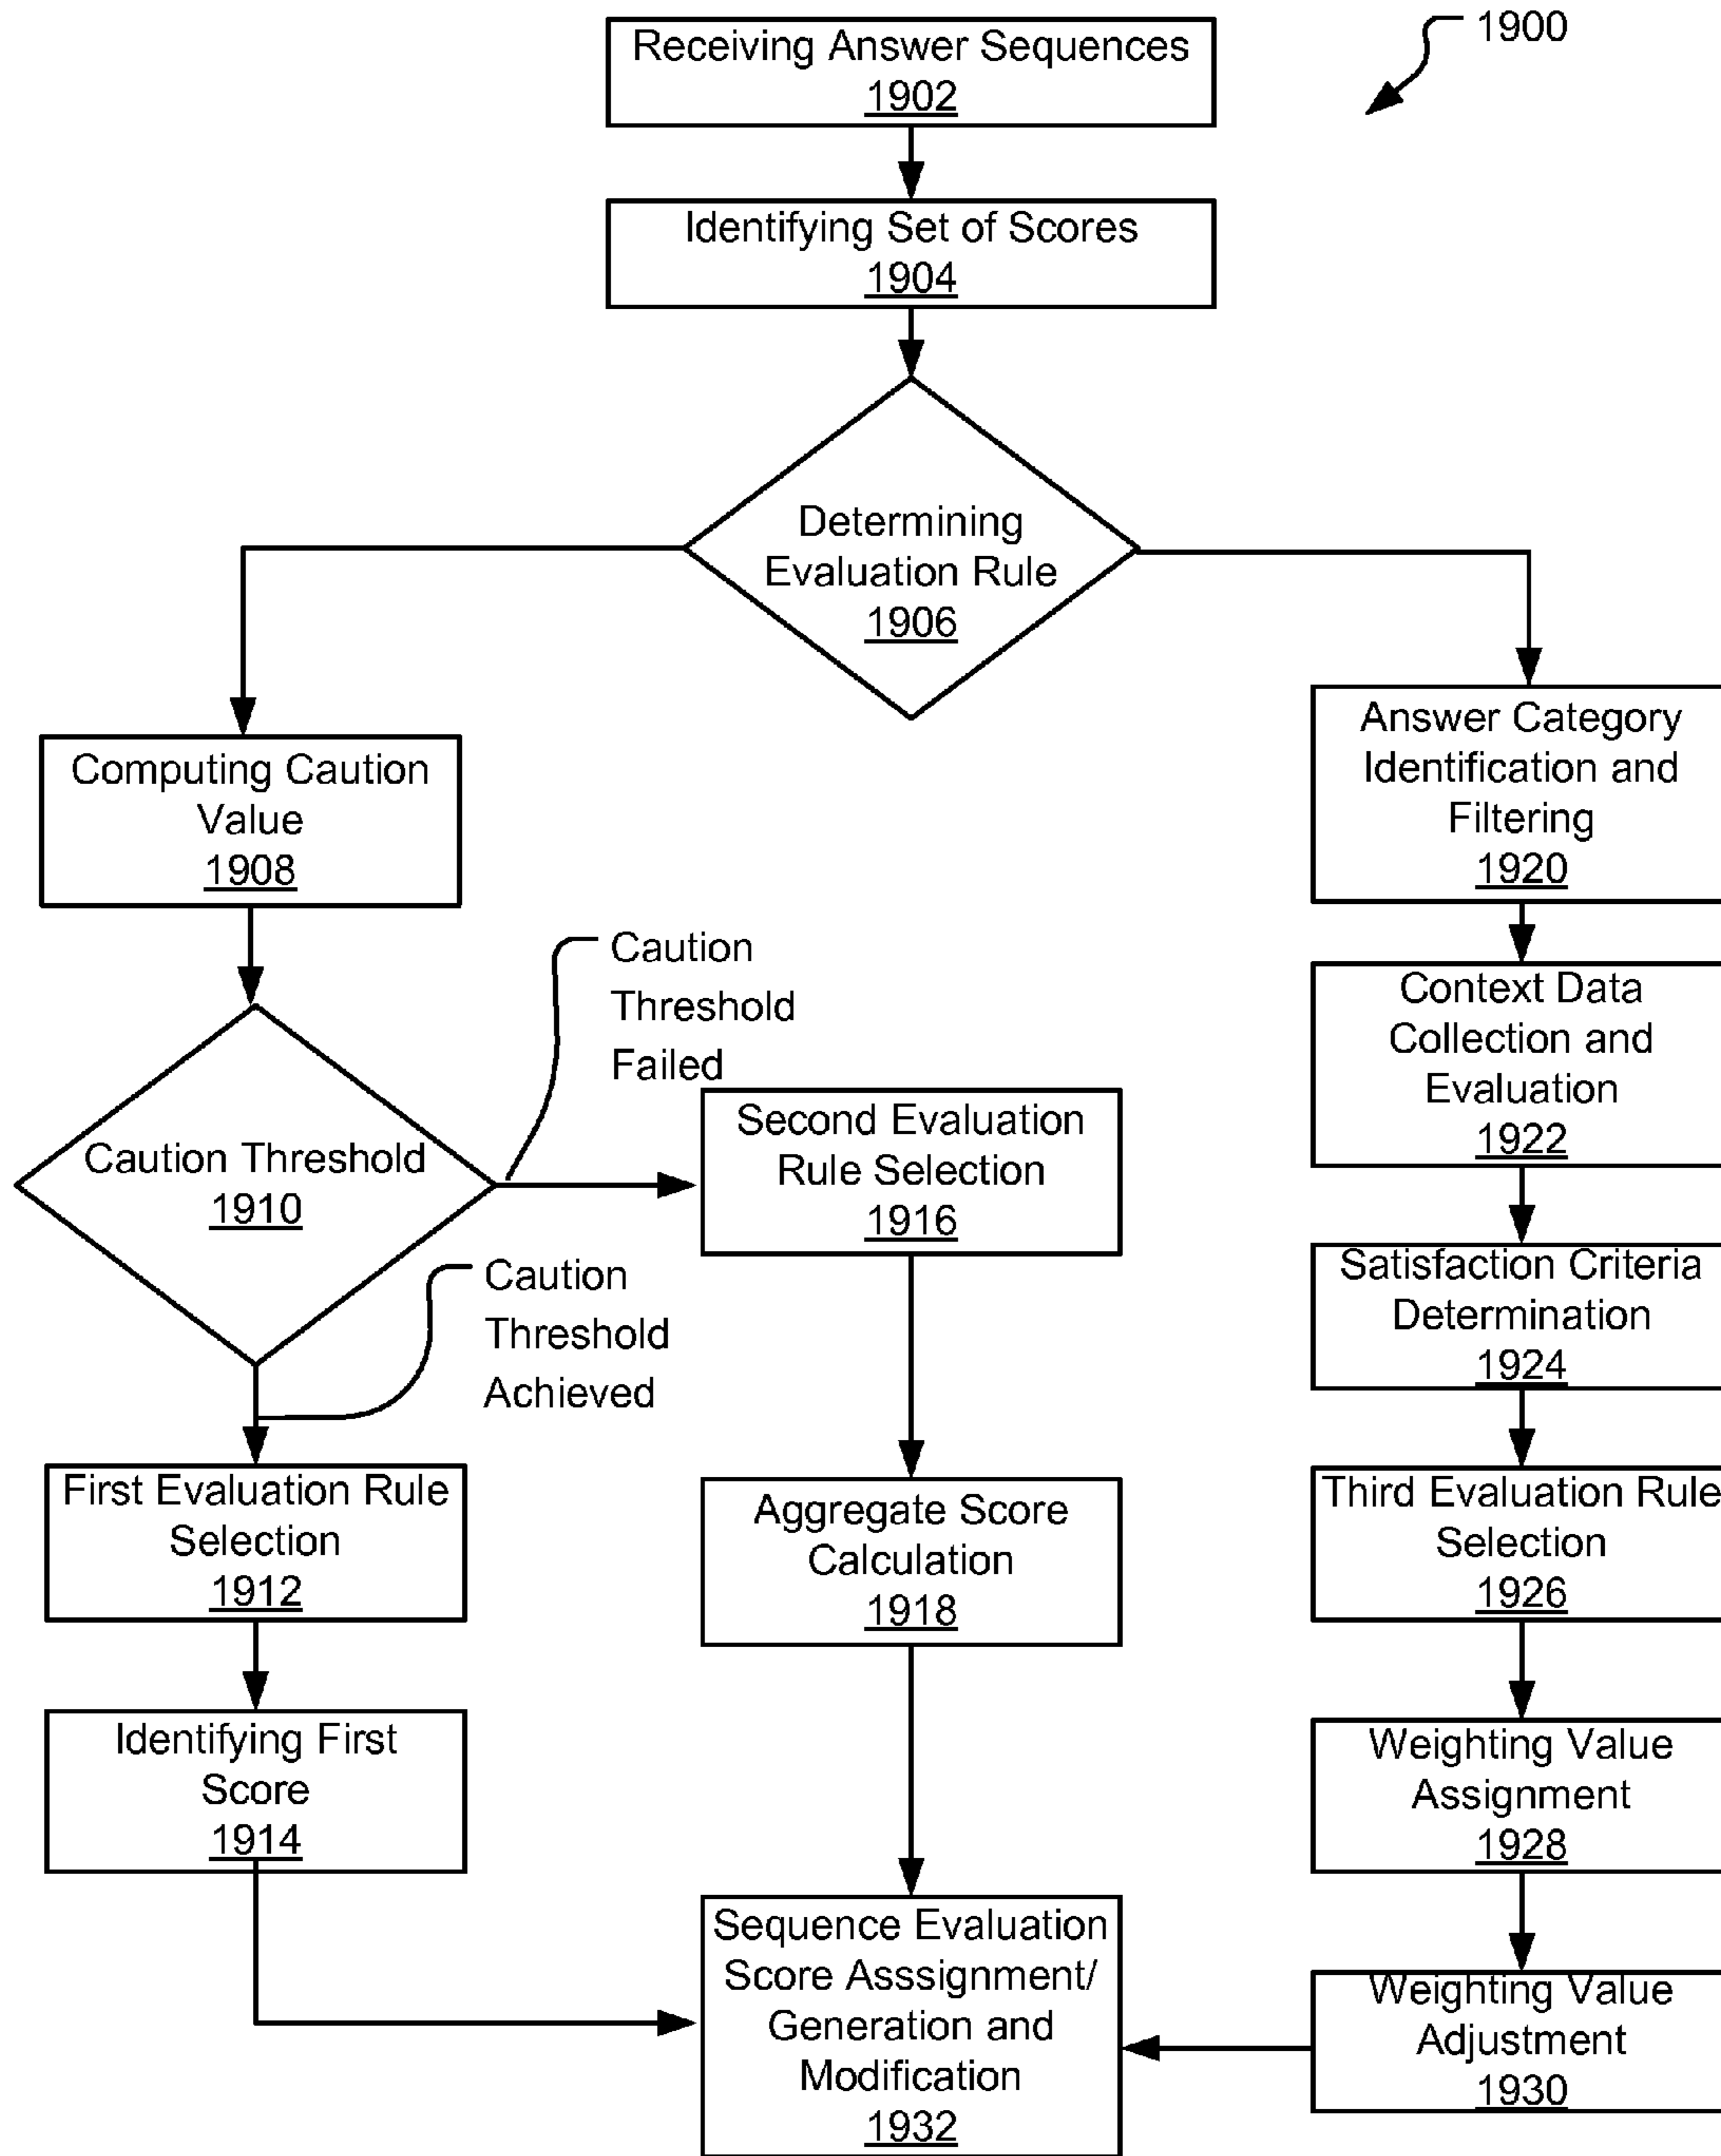 1900
Receiving Answer Sequences
1902
Identifying Set of Scores
1904
Determining
Evaluation Rule
1906
Computing Caution
Value
1908
Caution Threshold
1910
Caution
Threshold
Failed
Caution
Threshold
Achieved
First Evaluation Rule
Selection
1912
Identifying First
Score
1914
Second Evaluation
Rule Selection
1916
Aggregate Score
Calculation
1918
Answer Category
Identification and
Filtering
1920
Context Data
Collection and
Evaluation
1922
Satisfaction Criteria
Determination
1924
Third Evaluation Rule
Selection
1926
Weighting Value
Assignment
1928
Weighting Value
Adjustment
1930
Sequence Evaluation
Score Asssignment/
Generation and
Modification
1932